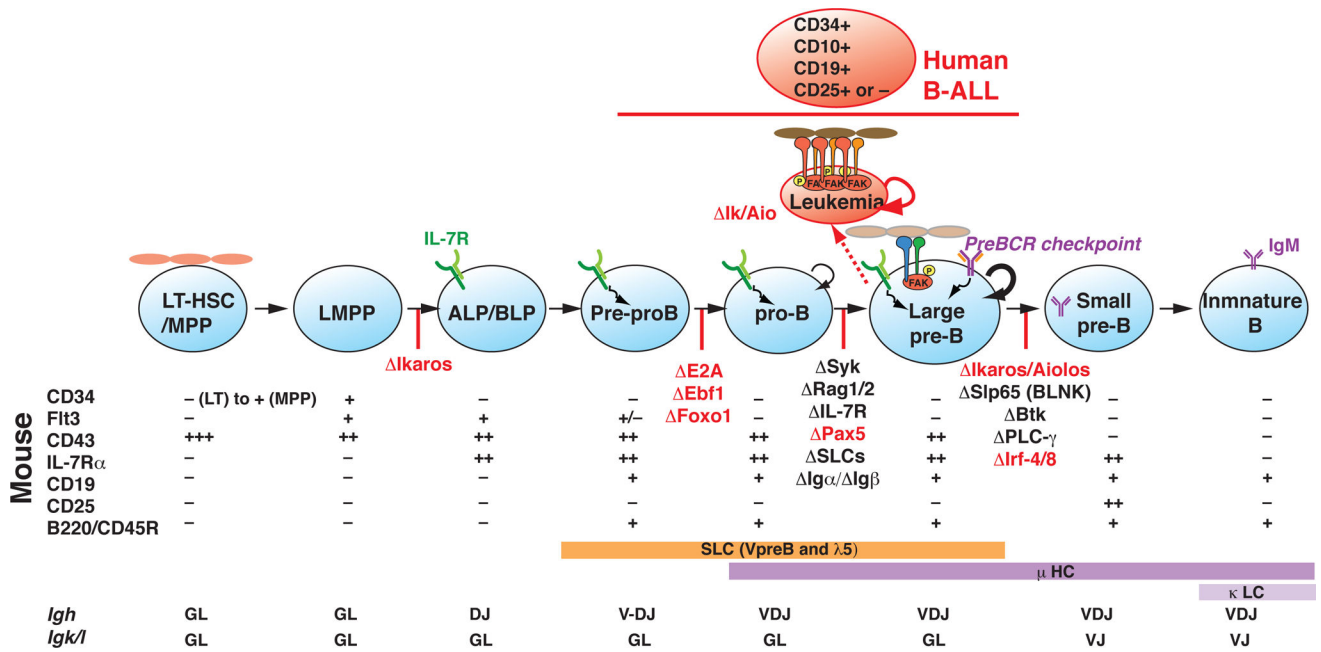 CD34+
CD10+
CD19+
CD25+ or –
Human
B-ALL
P P P
FAK FAK FAK
Leukemia
ΔIk/Aio
IL-7R
PreBCR checkpoint
IgM
P
FAK
LT-HSC
/MPP
LMPP
ALP/BLP
Pre-proB
pro-B
Large
pre-B
Small
pre-B
Inmnature
B
ΔIkaros
ΔE2A
ΔEbf1
ΔFoxo1
ΔSyk
ΔRag1/2
ΔIL-7R
ΔPax5
ΔSLCs
ΔIgα/ΔIgβ
ΔIkaros/Aiolos
ΔSlp65 (BLNK)
ΔBtk
ΔPLC-γ
ΔIrf-4/8
Mouse
CD34 – (LT) to + (MPP) + – – – – – –
Flt3 – + + +/– – – – –
CD43 +++ ++ ++ ++ ++ ++ – –
IL-7Rα – – ++ ++ ++ ++ ++ –
CD19 – – – + + + + +
CD25 – – – – – – ++ –
B220/CD45R – – – + + + + +
SLC (VpreB and λ5)
μ HC
κ LC
Igh GL GL DJ V-DJ VDJ VDJ VDJ VDJ
Igk/l GL GL GL GL GL GL VJ VJ